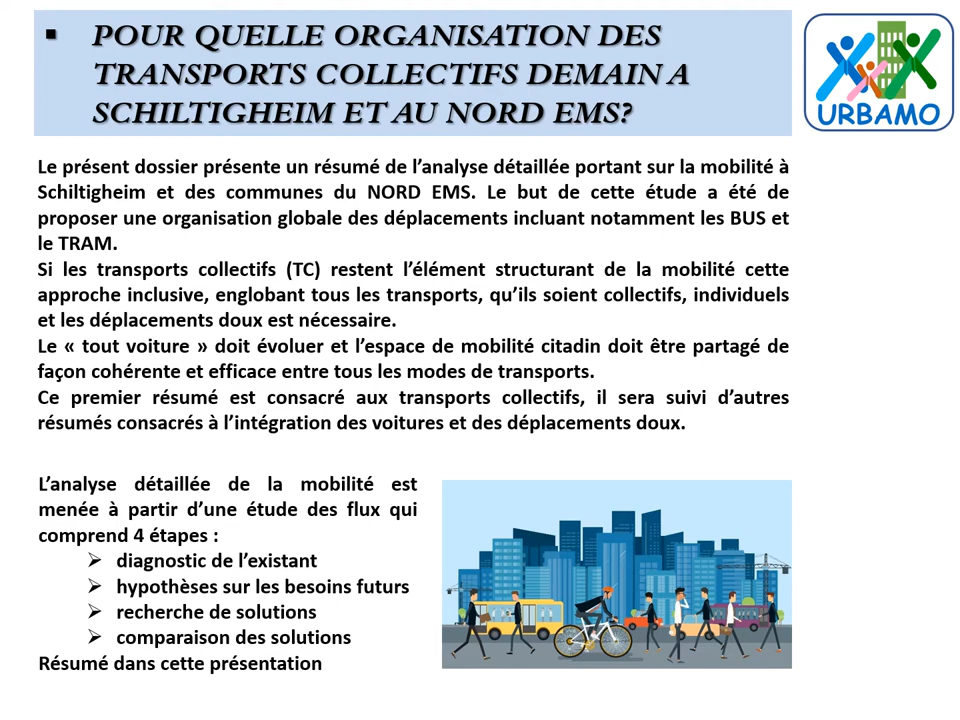 ▪ POUR QUELLE ORGANISATION DES
TRANSPORTS COLLECTIFS DEMAIN A
SCHILTIGHEIM ET AU NORD EMS?
URBAMO
Le présent dossier présente un résumé de l’analyse détaillée portant sur la mobilité à
Schiltigheim et des communes du NORD EMS. Le but de cette étude a été de
proposer une organisation globale des déplacements incluant notamment les BUS et
le TRAM.
Si les transports collectifs (TC) restent l’élément structurant de la mobilité cette
approche inclusive, englobant tous les transports, qu’ils soient collectifs, individuels
et les déplacements doux est nécessaire.
Le « tout voiture » doit évoluer et l’espace de mobilité citadin doit être partagé de
façon cohérente et efficace entre tous les modes de transports.
Ce premier résumé est consacré aux transports collectifs, il sera suivi d’autres
résumés consacrés à l’intégration des voitures et des déplacements doux.
L’analyse détaillée de la mobilité est
menée à partir d’une étude des flux qui
comprend 4 étapes :
➢ diagnostic de l’existant
➢ hypothèses sur les besoins futurs
➢ recherche de solutions
➢ comparaison des solutions
Résumé dans cette présentation